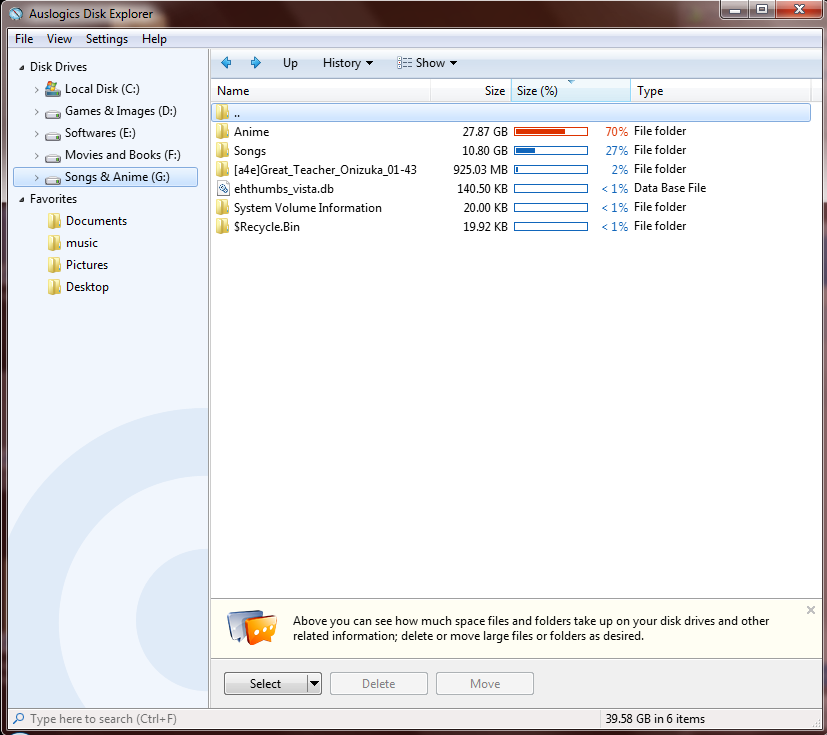 Auslogics Disk Explorer
File View Settings Help
Disk Drives
Local Disk (C:)
Games & Images (D:)
Softwares (E:)
Movies and Books (F:)
Songs & Anime (G:)
Favorites
Documents
music
Pictures
Desktop
Up History Show
Name Size Size (%) Type
..
Anime 27.87 GB 70% File folder
Songs 10.80 GB 27% File folder
[a4e]Great_Teacher_Onizuka_01-43 925.03 MB 2% File folder
ehthumbs_vista.db 140.50 KB < 1% Data Base File
System Volume Information 20.00 KB < 1% File folder
$Recycle.Bin 19.92 KB < 1% File folder
Above you can see how much space files and folders take up on your disk drives and other
related information; delete or move large files or folders as desired.
Select Delete Move
Type here to search (Ctrl+F) 39.58 GB in 6 items